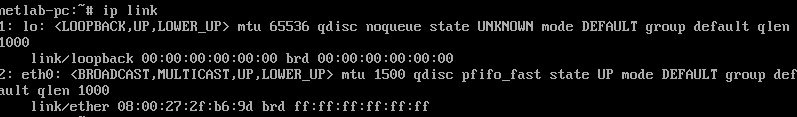 netlab-pc:~# ip link
1: lo: <LOOPBACK,UP,LOWER_UP> mtu 65536 qdisc noqueue state UNKNOWN mode DEFAULT group default qlen
1000
    link/loopback 00:00:00:00:00:00 brd 00:00:00:00:00:00
2: eth0: <BROADCAST,MULTICAST,UP,LOWER_UP> mtu 1500 qdisc pfifo_fast state UP mode DEFAULT group def
ault qlen 1000
    link/ether 08:00:27:2f:b6:9d brd ff:ff:ff:ff:ff:ff